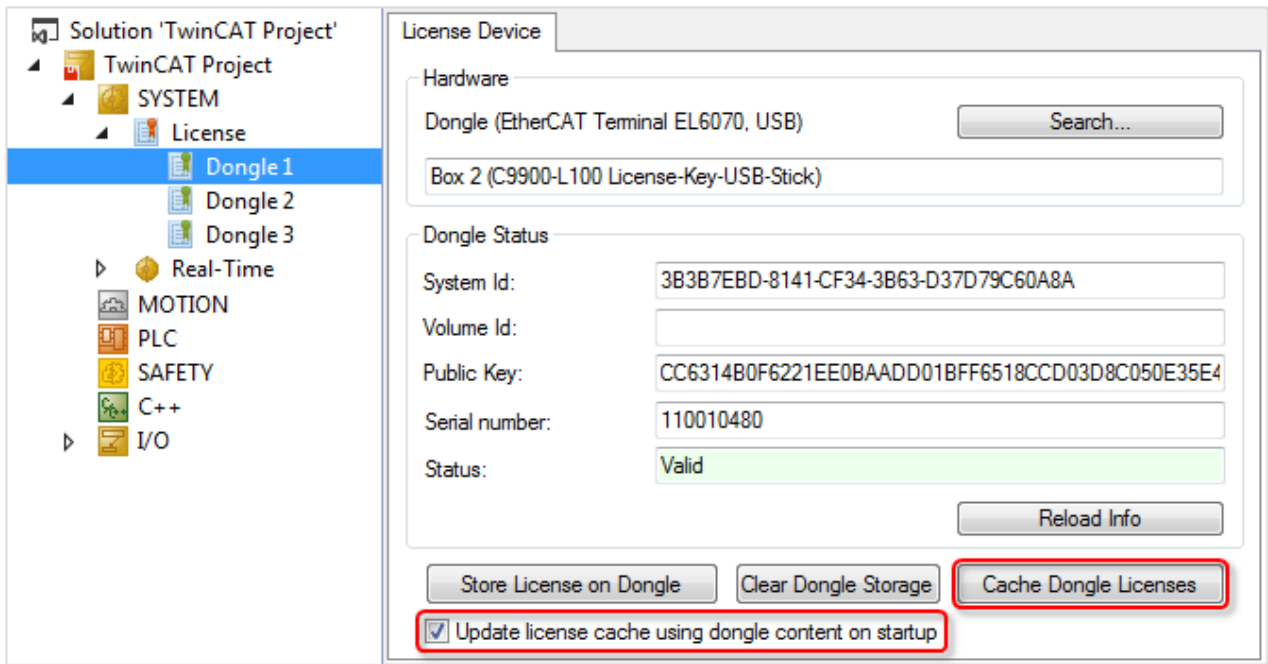 Solution 'TwinCAT Project'
TwinCAT Project
SYSTEM
License
Dongle 1
Dongle 2
Dongle 3
Real-Time
MOTION
PLC
SAFETY
C++
I/O
License Device
Hardware
Dongle (EtherCAT Terminal EL6070, USB)
Search...
Box 2 (C9900-L100 License-Key-USB-Stick)
Dongle Status
System Id:
3B3B7EBD-8141-CF34-3B63-D37D79C60A8A
Volume Id:
Public Key:
CC6314B0F6221EE0BAADD01BFF6518CCD03D8C050E35E4
Serial number:
110010480
Status:
Valid
Reload Info
Store License on Dongle
Clear Dongle Storage
Cache Dongle Licenses
Update license cache using dongle content on startup